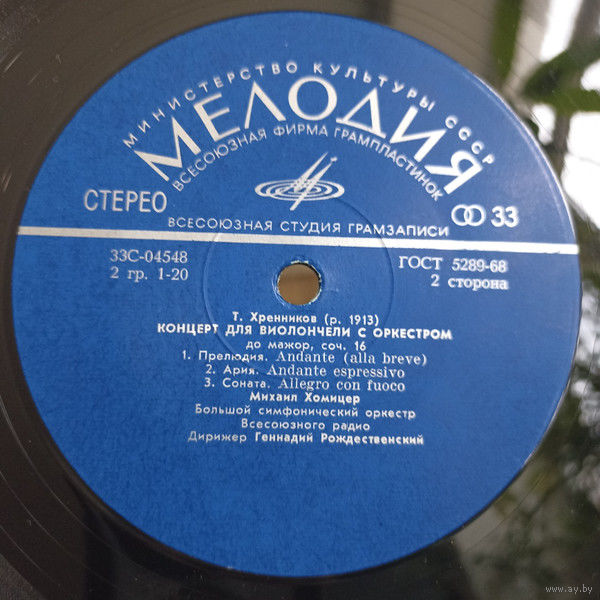 МИНИСТЕРСТВО КУЛЬТУРЫ СССР
МЕЛОДИЯ
ВСЕСОЮЗНАЯ ФИРМА ГРАМПЛАСТИНОК
СТЕРЕО
33
ВСЕСОЮЗНАЯ СТУДИЯ ГРАМЗАПИСИ
33С-04548
ГОСТ 5289-68
2 гр. 1-20
2 сторона
Т. Хренников (р. 1913)
КОНЦЕРТ ДЛЯ ВИОЛОНЧЕЛИ С ОРКЕСТРОМ
до мажор, соч. 16
1. Прелюдия. Andante (alla breve)
2. Ария. Andante espressivo
3. Соната. Allegro con fuoco
Михаил Хомицер
Большой симфонический оркестр
Всесоюзного радио
Дирижер Геннадий Рождественский
www.ay.by